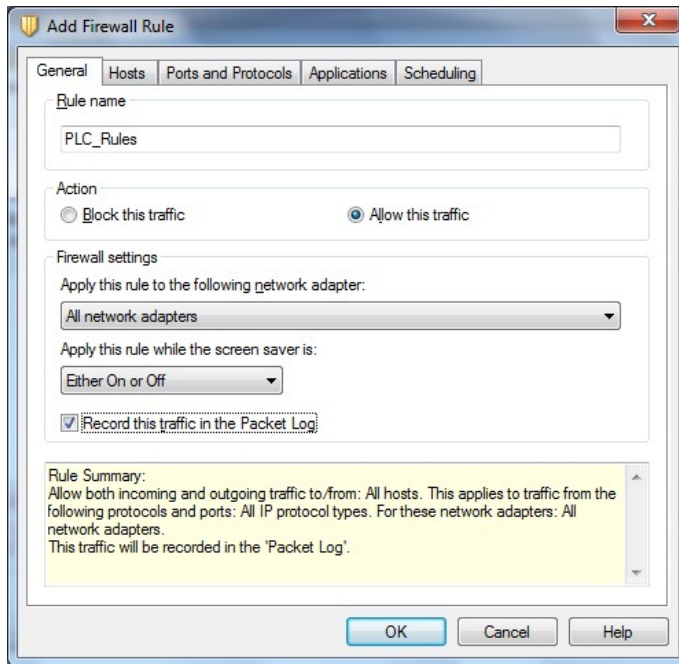 Add Firewall Rule
General Hosts Ports and Protocols Applications Scheduling
Rule name
PLC_Rules
Action
Block this traffic Allow this traffic
Firewall settings
Apply this rule to the following network adapter:
All network adapters
Apply this rule while the screen saver is:
Either On or Off
Record this traffic in the Packet Log
Rule Summary:
Allow both incoming and outgoing traffic to/from: All hosts. This applies to traffic from the
following protocols and ports: All IP protocol types. For these network adapters: All
network adapters.
This traffic will be recorded in the 'Packet Log'.
OK Cancel Help